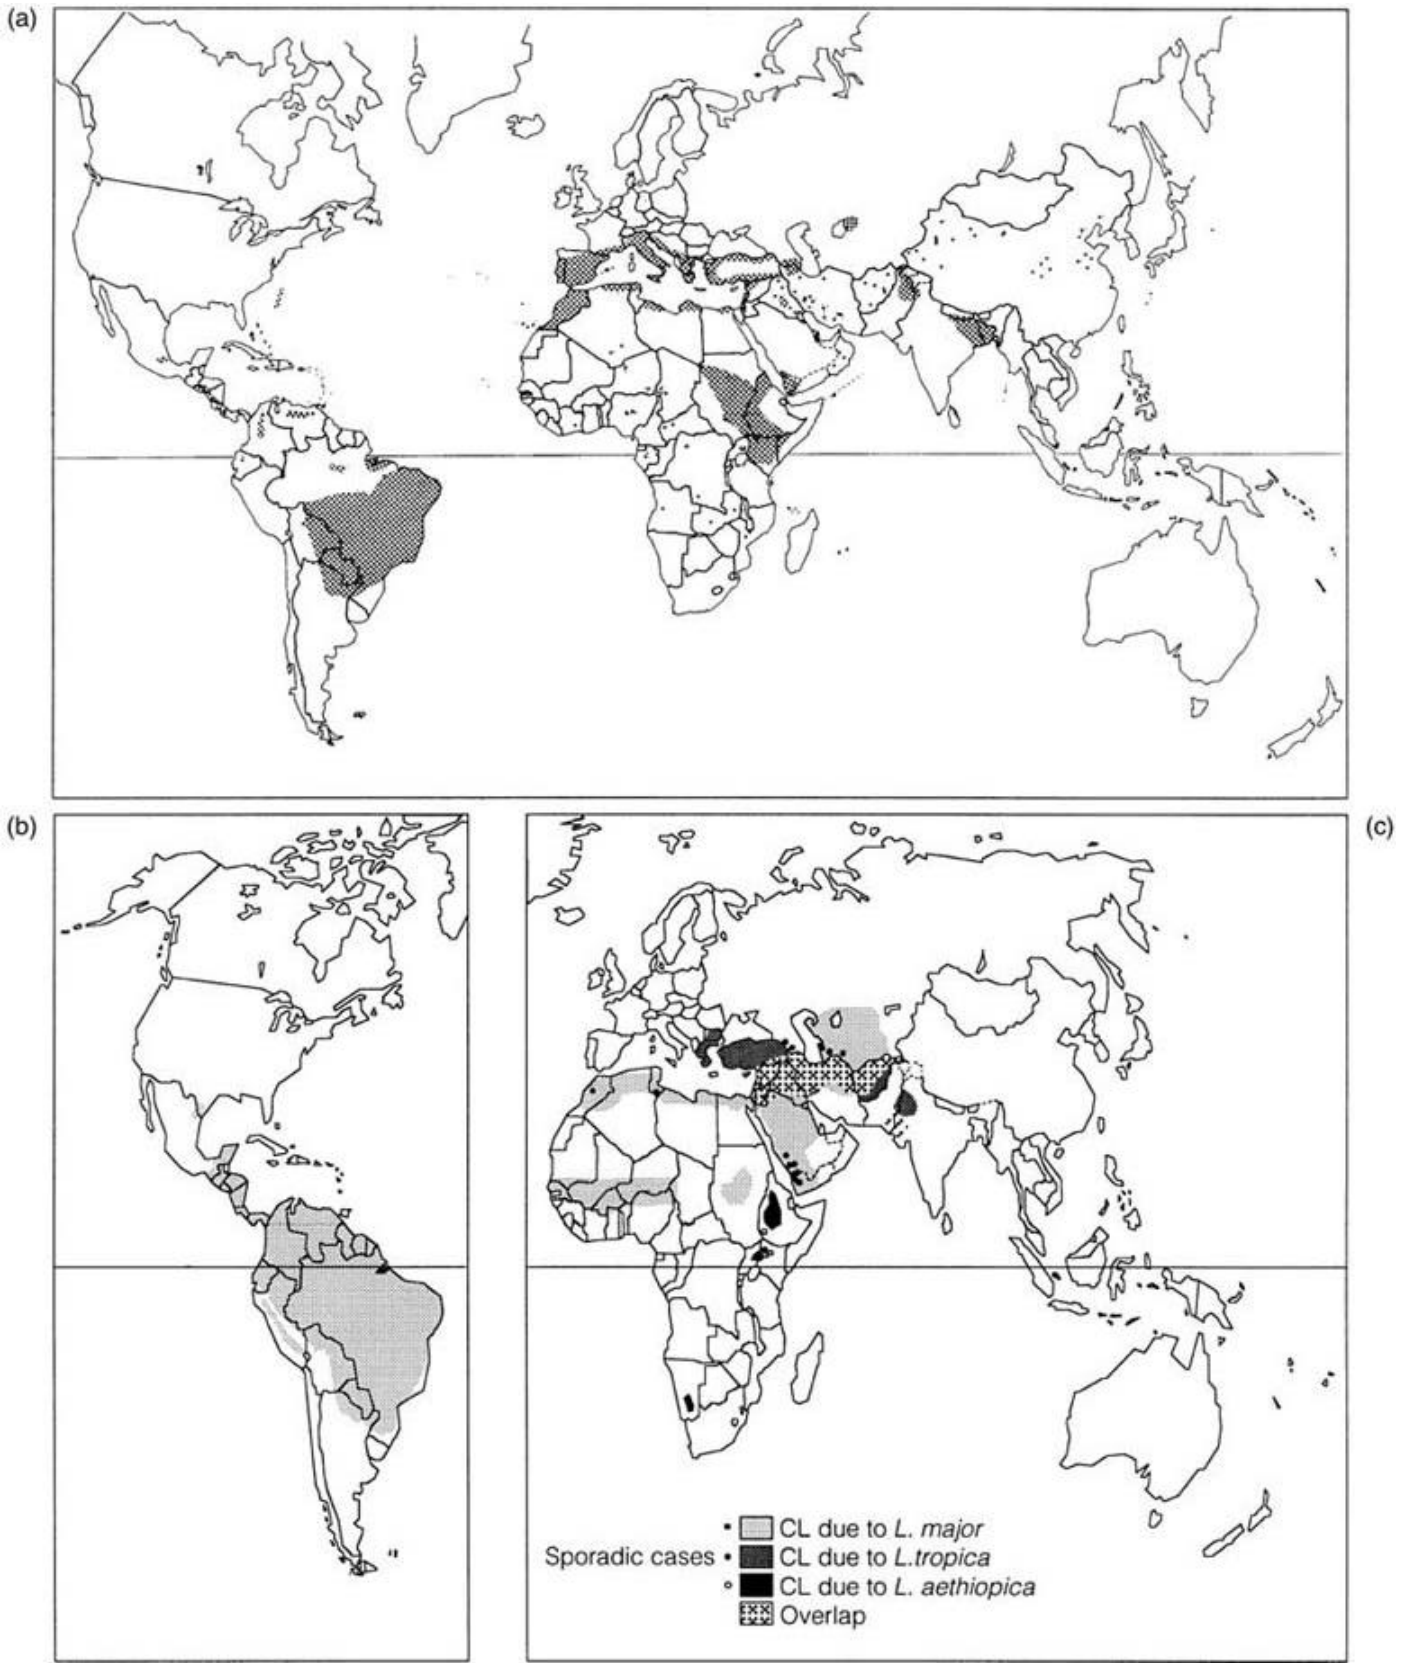 (a)
(b)
(c)
CL due to L. major
Sporadic cases CL due to L.tropica
CL due to L. aethiopica
Overlap